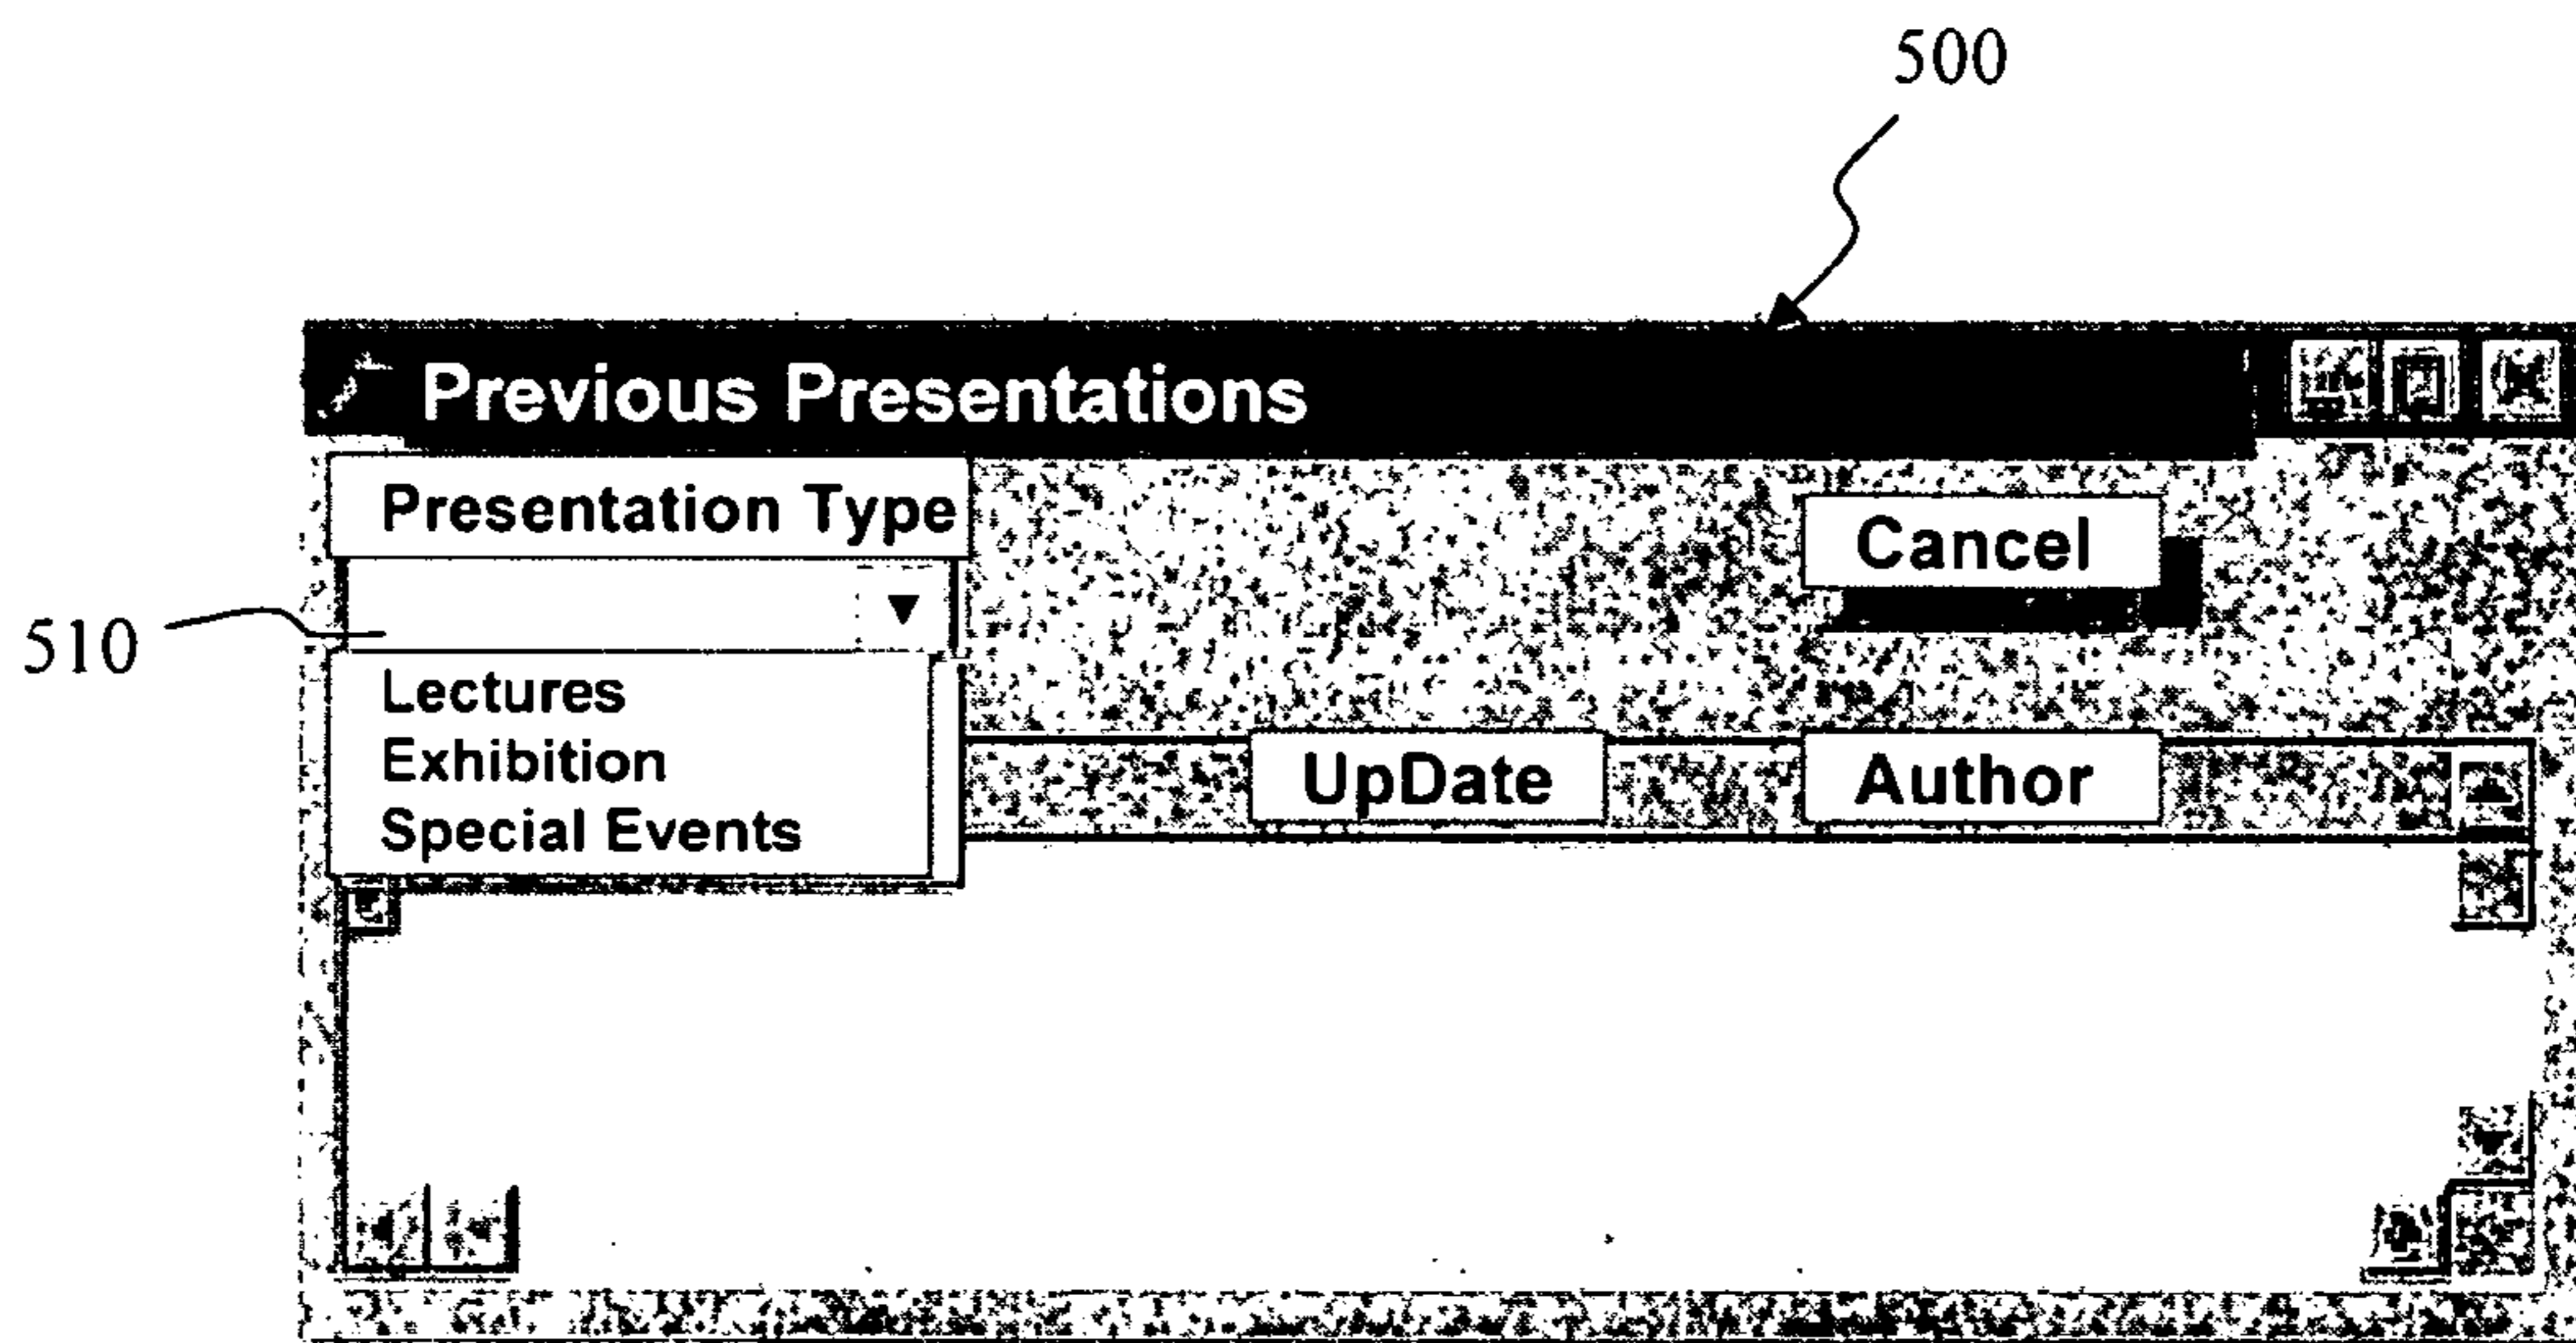 500
Previous Presentations
Presentation Type
Cancel
510
Lectures
Exhibition
Special Events
UpDate
Author